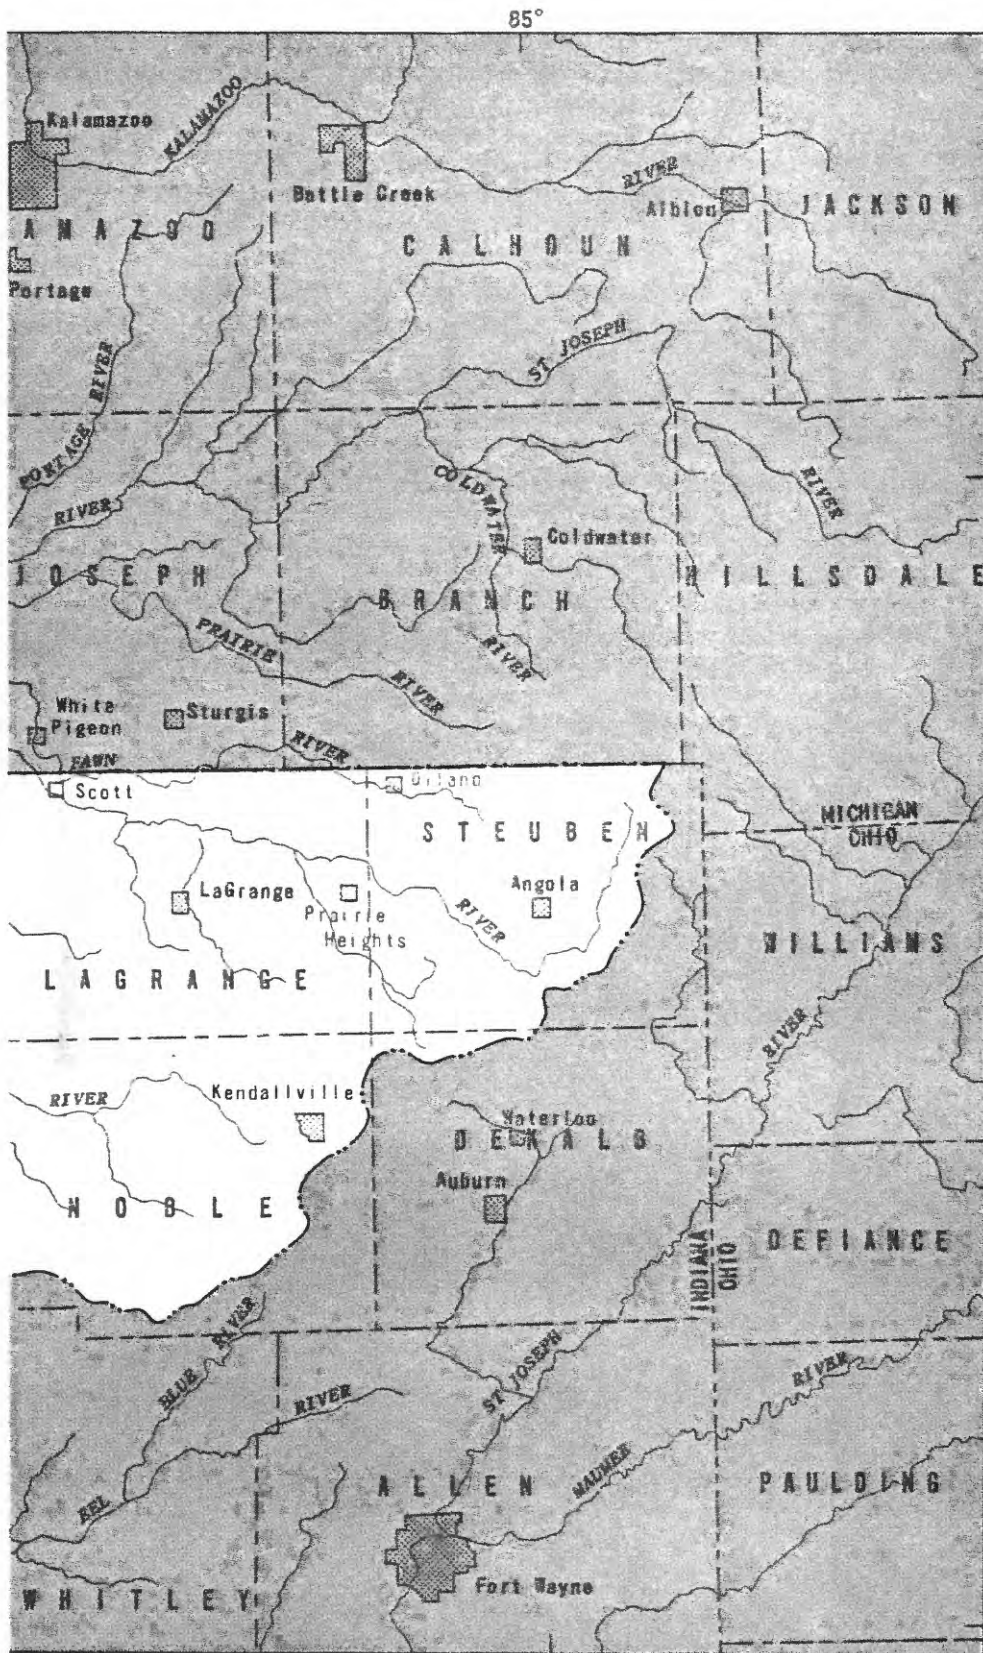 85°
Kalamazoo
KALAMAZOO
Battle Creek
RIVER
Albion
JACKSON
AMAZOO
CALHOUN
Portage
ST JOSEPH
PORTAGE RIVER
RIVER
COLDWATER
RIVER
Coldwater
JOSEPH
BRANCH
HILLSDALE
PRAIRIE
RIVER
RIVER
White
Pigeon
Sturgis
FAWN
RIVER
Scott
Orland
STEUBEN
MICHIGAN
OHIO
LaGrange
Prairie
Heights
Angola
RIVER
WILLIAMS
LAGRANGE
RIVER
RIVER
Kendallville
Waterloo
DEKALB
Auburn
NOBLE
INDIANA
OHIO
DEFIANCE
BLUE RIVER
ST JOSEPH
RIVER
RIVER
EEL
ALLEN
MAUMEE
PAULDING
Fort Wayne
WHITLEY